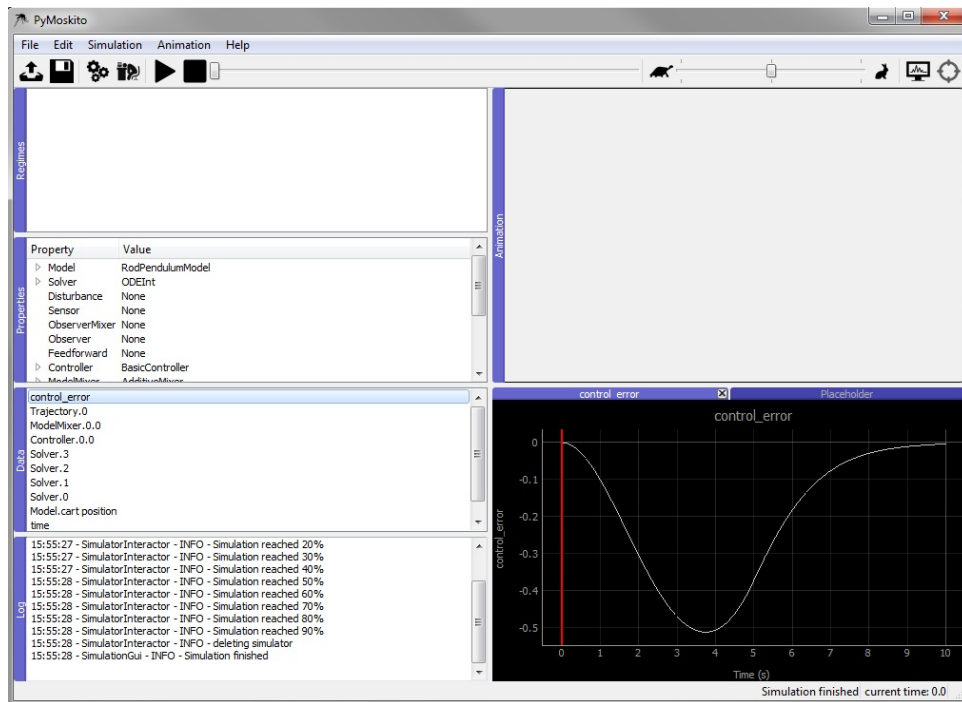 PyMoskito
File Edit Simulation Animation Help
Regimes
Animation
Properties
Property Value
Model RodPendulumModel
Solver ODEInt
Disturbance None
Sensor None
ObserverMixer None
Observer None
Feedforward None
Controller BasicController
ModelMixer AdditiveMixer
Data
control_error
Trajectory.0
ModelMixer.0.0
Controller.0.0
Solver.3
Solver.2
Solver.1
Solver.0
Model.cart position
time
Log
15:55:27 - SimulatorInteractor - INFO - Simulation reached 20%
15:55:27 - SimulatorInteractor - INFO - Simulation reached 30%
15:55:27 - SimulatorInteractor - INFO - Simulation reached 40%
15:55:28 - SimulatorInteractor - INFO - Simulation reached 50%
15:55:28 - SimulatorInteractor - INFO - Simulation reached 60%
15:55:28 - SimulatorInteractor - INFO - Simulation reached 70%
15:55:28 - SimulatorInteractor - INFO - Simulation reached 80%
15:55:28 - SimulatorInteractor - INFO - Simulation reached 90%
15:55:28 - SimulatorInteractor - INFO - deleting simulator
15:55:28 - SimulationGui - INFO - Simulation finished
control_error Placeholder
control_error
control_error
0
-0.1
-0.2
-0.3
-0.4
-0.5
0 1 2 3 4 5 6 7 8 9 10
Time (s)
Simulation finished current time: 0.0